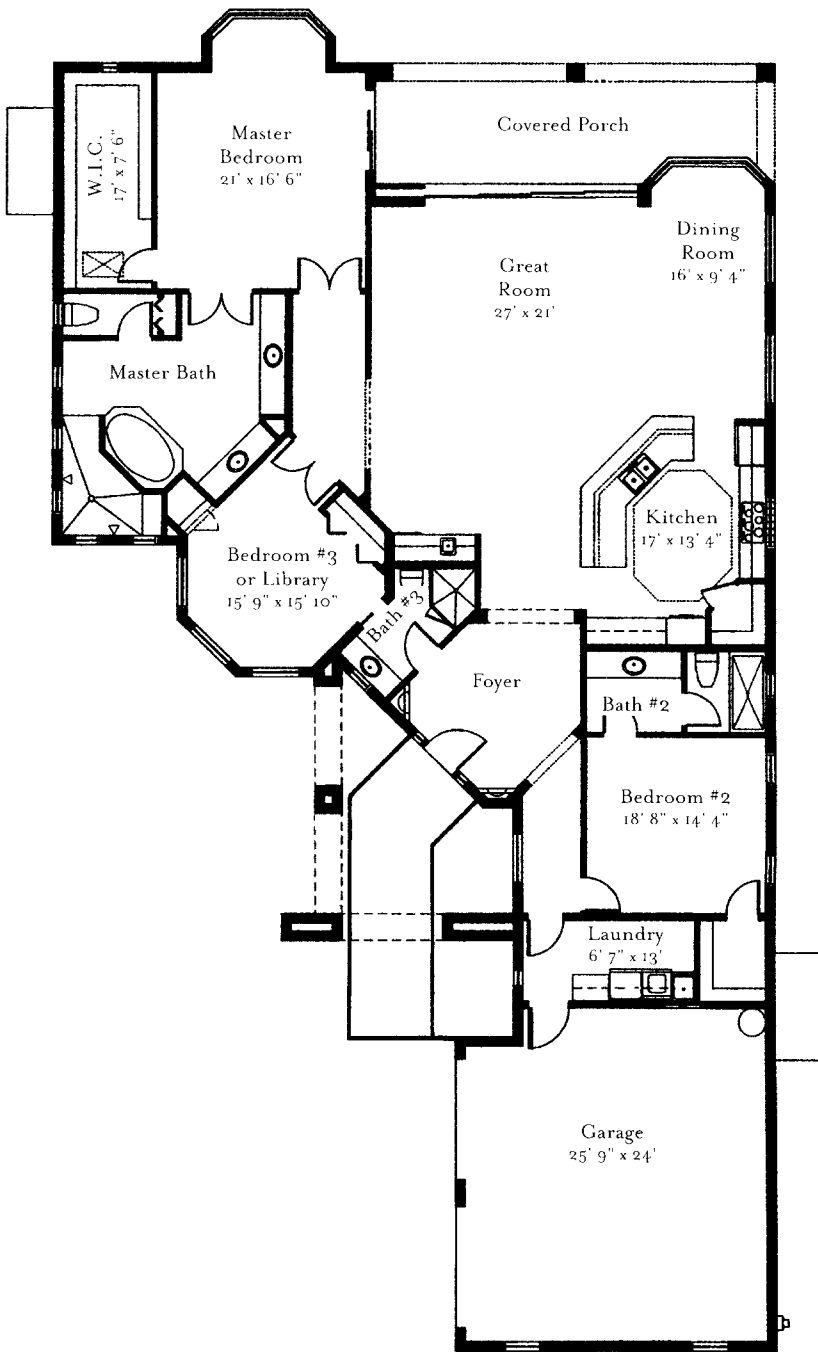 Covered Porch
Master
Bedroom
21' x 16' 6"
W.I.C.
17' x 7' 6"
Dining
Room
16' x 9' 4"
Great
Room
27' x 21'
Master Bath
Kitchen
17' x 13' 4"
Bedroom #3
or Library
15' 9" x 15' 10"
Bath #3
Foyer
Bath #2
Bedroom #2
18' 8" x 14' 4"
Laundry
6' 7" x 13'
Garage
25' 9" x 24'